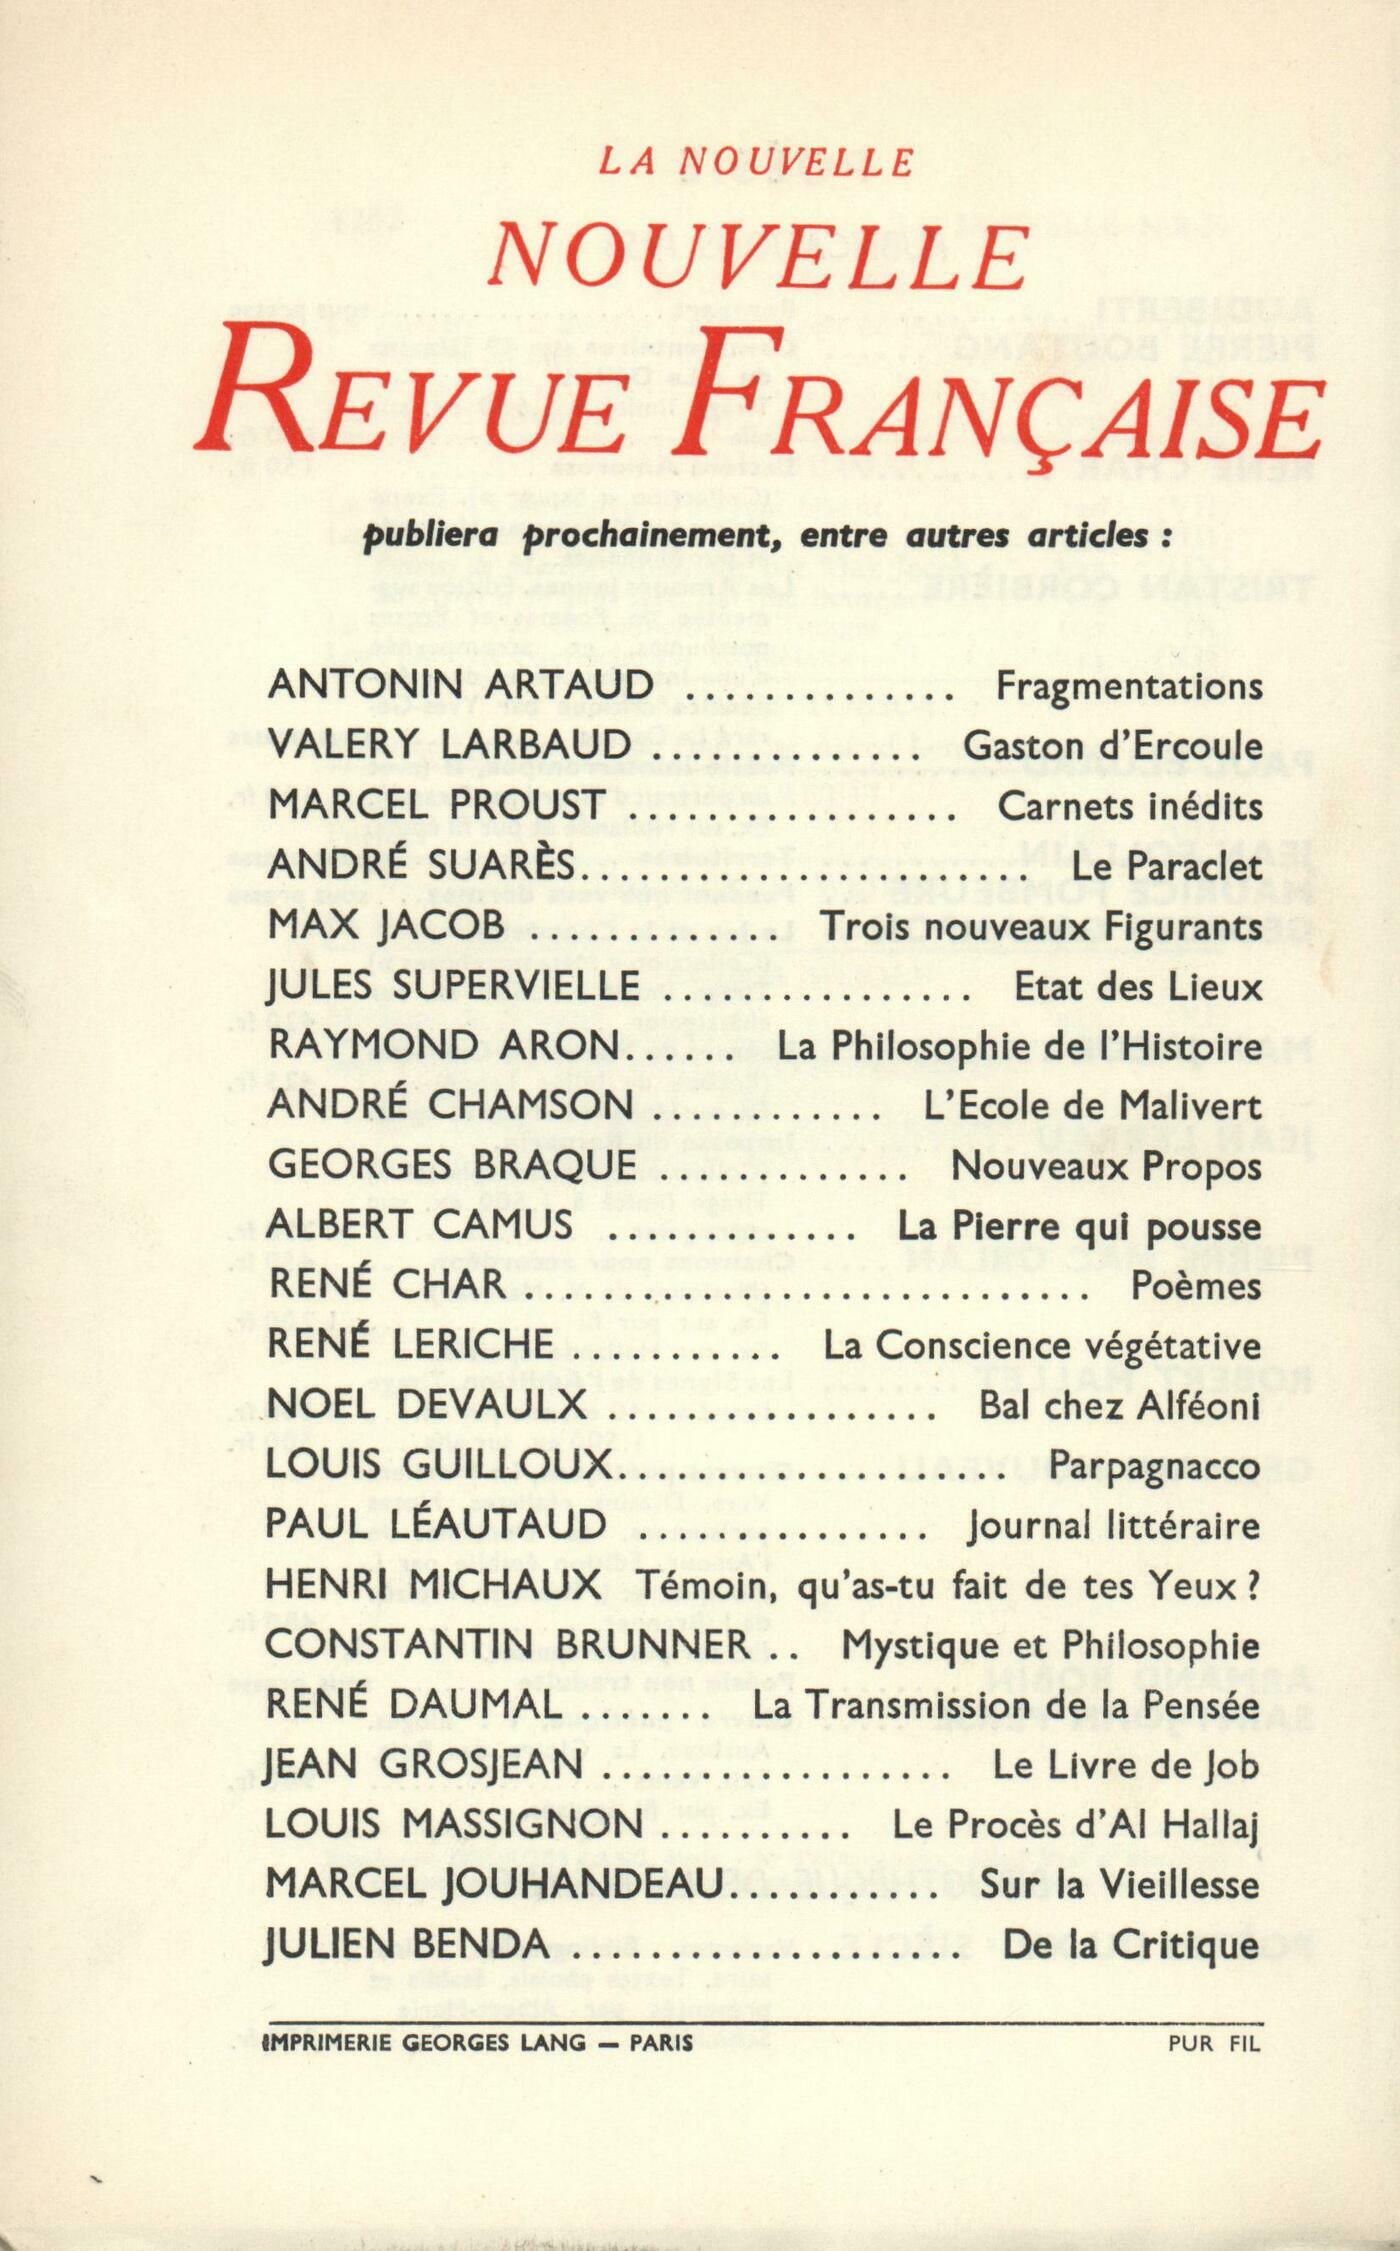 LA NOUVELLE
NOUVELLE
REVUE FRANÇAISE
publiera prochainement, entre autres articles :
ANTONIN ARTAUD .............. Fragmentations
VALERY LARBAUD .............. Gaston d'Ercoule
MARCEL PROUST ................. Carnets inédits
ANDRÉ SUARÈS....................... Le Paraclet
MAX JACOB ............. Trois nouveaux Figurants
JULES SUPERVIELLE ................ Etat des Lieux
RAYMOND ARON...... La Philosophie de l'Histoire
ANDRÉ CHAMSON ............ L'Ecole de Malivert
GEORGES BRAQUE ............. Nouveaux Propos
ALBERT CAMUS ............. La Pierre qui pousse
RENÉ CHAR ............................. Poèmes
RENÉ LERICHE ........... La Conscience végétative
NOEL DEVAULX ................. Bal chez Alféoni
LOUIS GUILLOUX.................... Parpagnacco
PAUL LÉAUTAUD ............... Journal littéraire
HENRI MICHAUX Témoin, qu'as-tu fait de tes Yeux ?
CONSTANTIN BRUNNER .. Mystique et Philosophie
RENÉ DAUMAL ....... La Transmission de la Pensée
JEAN GROSJEAN .................. Le Livre de Job
LOUIS MASSIGNON .......... Le Procès d'Al Hallaj
MARCEL JOUHANDEAU........... Sur la Vieillesse
JULIEN BENDA .................... De la Critique
IMPRIMERIE GEORGES LANG — PARIS PUR FIL